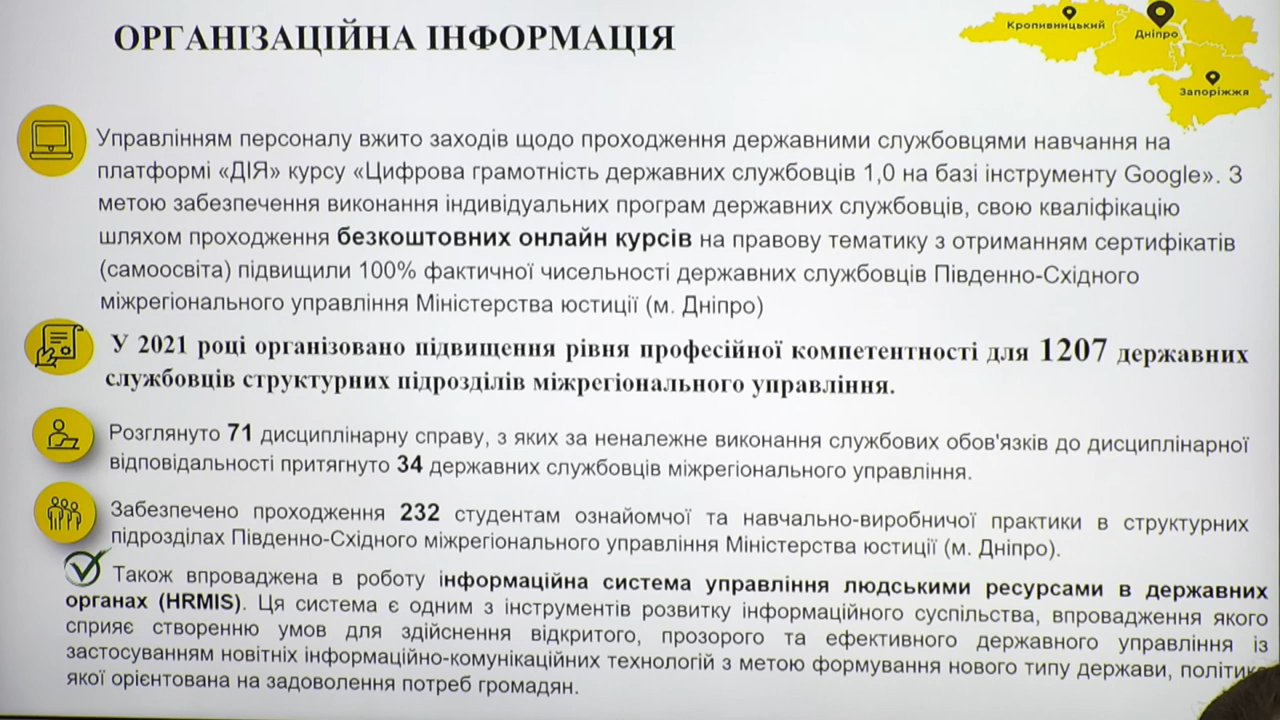 ОРГАНІЗАЦІЙНА ІНФОРМАЦІЯ
Кропивницький
Дніпро
Запоріжжя
Управлінням персоналу вжито заходів щодо проходження державними службовцями навчання на
платформі «ДІЯ» курсу «Цифрова грамотність державних службовців 1,0 на базі інструменту Google». З
метою забезпечення виконання індивідуальних програм державних службовців, свою кваліфікацію
шляхом проходження безкоштовних онлайн курсів на правову тематику з отриманням сертифікатів
(самоосвіта) підвищили 100% фактичної чисельності державних службовців Південно-Східного
міжрегіонального управління Міністерства юстиції (м. Дніпро)
У 2021 році організовано підвищення рівня професійної компетентності для 1207 державних
службовців структурних підрозділів міжрегіонального управління.
Розглянуто 71 дисциплінарну справу, з яких за неналежне виконання службових обов'язків до дисциплінарної
відповідальності притягнуто 34 державних службовців міжрегіонального управління.
Забезпечено проходження 232 студентам ознайомчої та навчально-виробничої практики в структурних
підрозділах Південно-Східного міжрегіонального управління Міністерства юстиції (м. Дніпро).
Також впроваджена в роботу інформаційна система управління людськими ресурсами в державних
органах (HRMIS). Ця система є одним з інструментів розвитку інформаційного суспільства, впровадження якого
сприяє створенню умов для здійснення відкритого, прозорого та ефективного державного управління із
застосуванням новітніх інформаційно-комунікаційних технологій з метою формування нового типу держави, політика
якої орієнтована на задоволення потреб громадян.